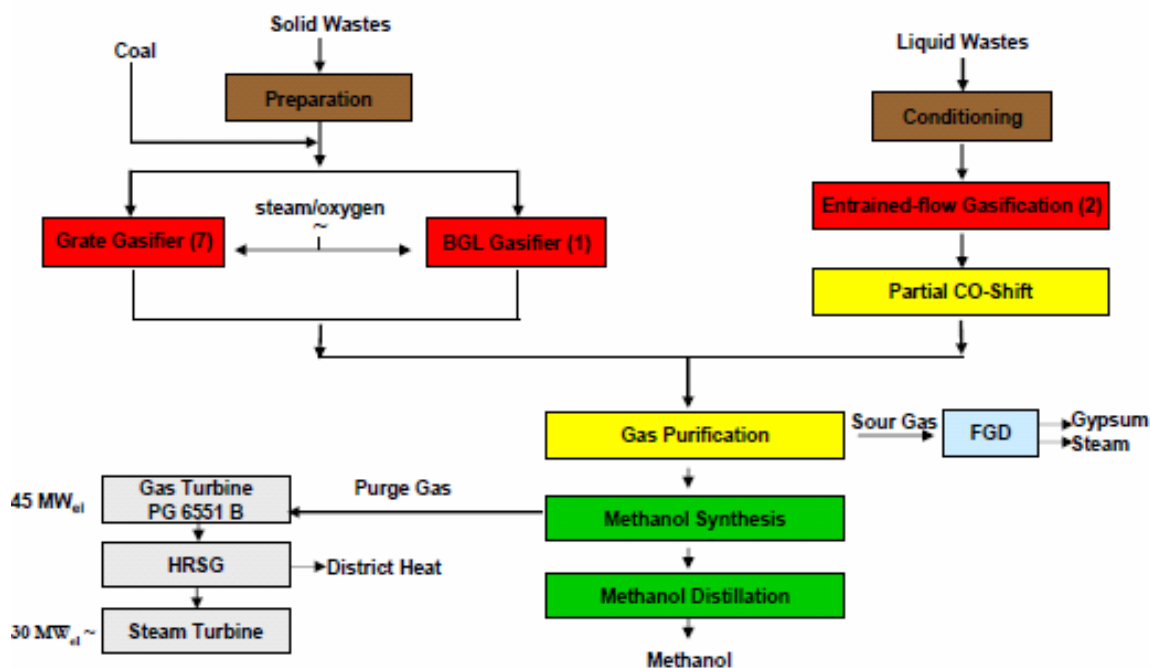 Solid Wastes
Coal
Liquid Wastes
Preparation
Conditioning
steam/oxygen
~
Entrained-flow Gasification (2)
Grate Gasifier (7)
BGL Gasifier (1)
Partial CO-Shift
Gas Purification
Sour Gas
FGD
Gypsum
Steam
45 MWel
Gas Turbine
PG 6551 B
Purge Gas
Methanol Synthesis
HRSG
District Heat
Methanol Distillation
30 MWel ~
Steam Turbine
Methanol